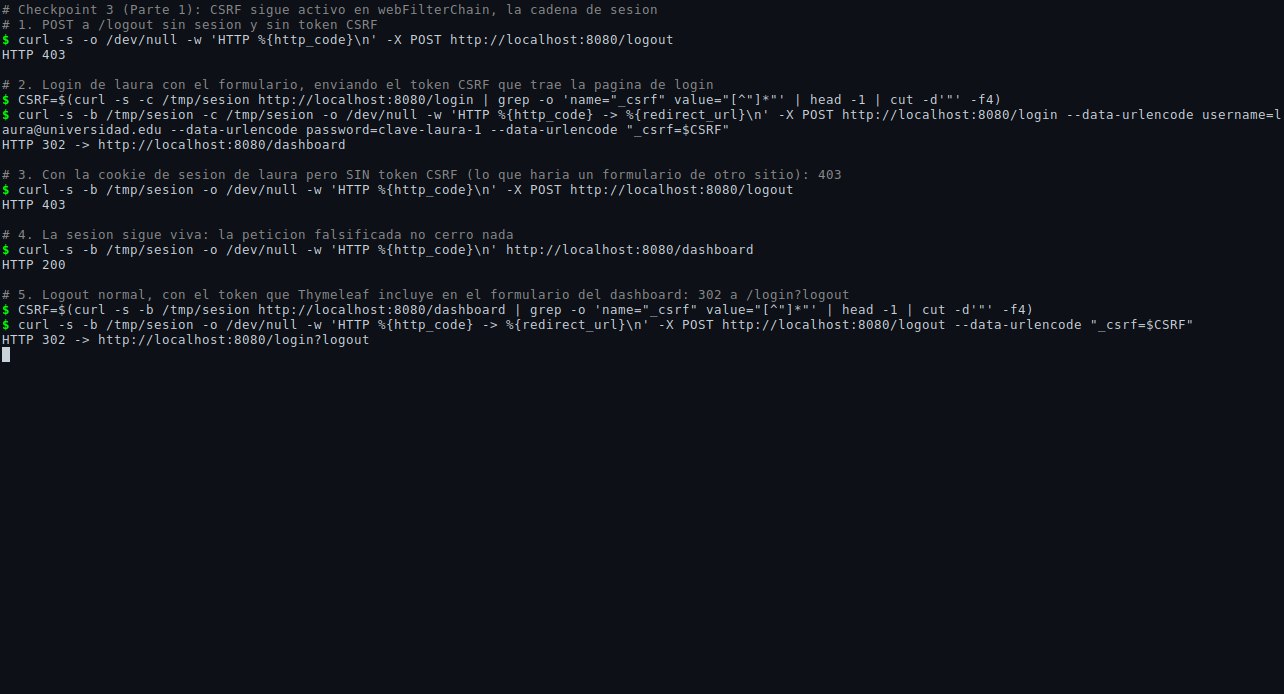 # Checkpoint 3 (Parte 1): CSRF sigue activo en webFilterChain, la cadena de sesion
# 1. POST a /logout sin sesion y sin token CSRF
$ curl -s -o /dev/null -w 'HTTP %{http_code}\n' -X POST http://localhost:8080/logout
HTTP 403

# 2. Login de laura con el formulario, enviando el token CSRF que trae la pagina de login
$ CSRF=$(curl -s -c /tmp/sesion http://localhost:8080/login | grep -o 'name="_csrf" value="[^"]*"' | head -1 | cut -d'"' -f4)
$ curl -s -b /tmp/sesion -c /tmp/sesion -o /dev/null -w 'HTTP %{http_code} -> %{redirect_url}\n' -X POST http://localhost:8080/login --data-urlencode username=l
aura@universidad.edu --data-urlencode password=clave-laura-1 --data-urlencode "_csrf=$CSRF"
HTTP 302 -> http://localhost:8080/dashboard

# 3. Con la cookie de sesion de laura pero SIN token CSRF (lo que haria un formulario de otro sitio): 403
$ curl -s -b /tmp/sesion -o /dev/null -w 'HTTP %{http_code}\n' -X POST http://localhost:8080/logout
HTTP 403

# 4. La sesion sigue viva: la peticion falsificada no cerro nada
$ curl -s -b /tmp/sesion -o /dev/null -w 'HTTP %{http_code}\n' http://localhost:8080/dashboard
HTTP 200

# 5. Logout normal, con el token que Thymeleaf incluye en el formulario del dashboard: 302 a /login?logout
$ CSRF=$(curl -s -b /tmp/sesion http://localhost:8080/dashboard | grep -o 'name="_csrf" value="[^"]*"' | head -1 | cut -d'"' -f4)
$ curl -s -b /tmp/sesion -o /dev/null -w 'HTTP %{http_code} -> %{redirect_url}\n' -X POST http://localhost:8080/logout --data-urlencode "_csrf=$CSRF"
HTTP 302 -> http://localhost:8080/login?logout